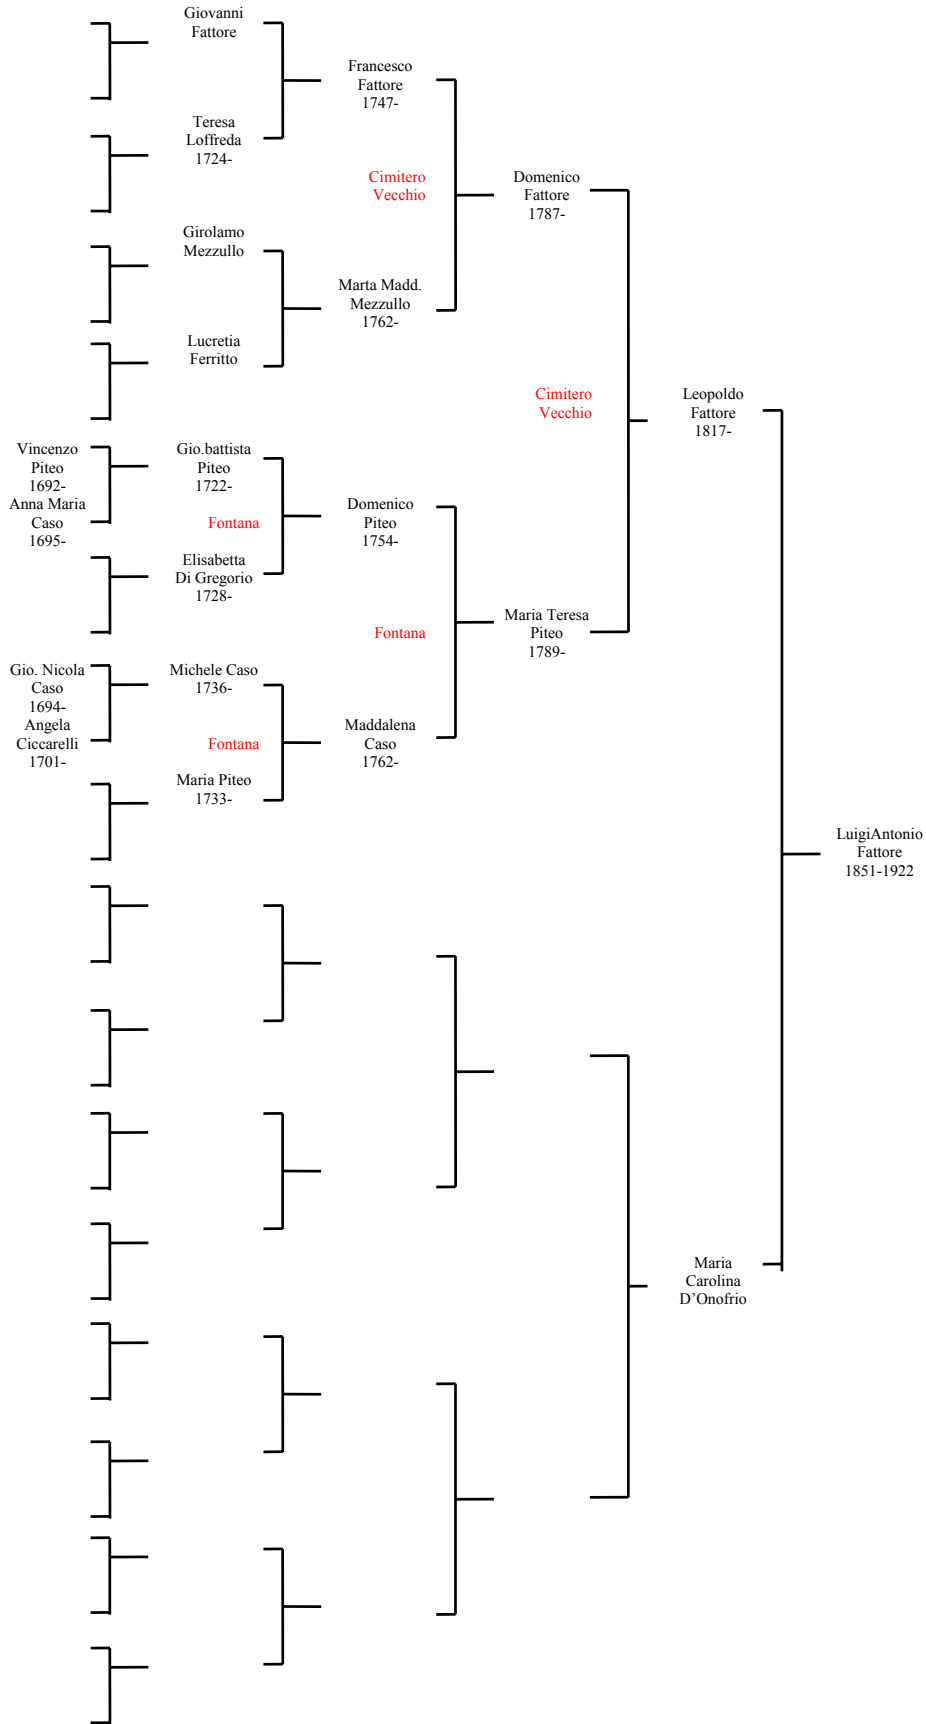 Giovanni
Fattore
Francesco
Fattore
1747-
Teresa
Loffreda
1724-
Cimitero
Vecchio
Domenico
Fattore
1787-
Girolamo
Mezzullo
Marta Madd.
Mezzullo
1762-
Lucretia
Ferritto
Cimitero
Vecchio
Leopoldo
Fattore
1817-
Vincenzo
Piteo
1692-
Anna Maria
Caso
1695-
Gio.battista
Piteo
1722-
Fontana
Domenico
Piteo
1754-
Elisabetta
Di Gregorio
1728-
Fontana
Maria Teresa
Piteo
1789-
Gio. Nicola
Caso
1694-
Angela
Ciccarelli
1701-
Michele Caso
1736-
Fontana
Maddalena
Caso
1762-
Maria Piteo
1733-
LuigiAntonio
Fattore
1851-1922
Maria
Carolina
D’Onofrio